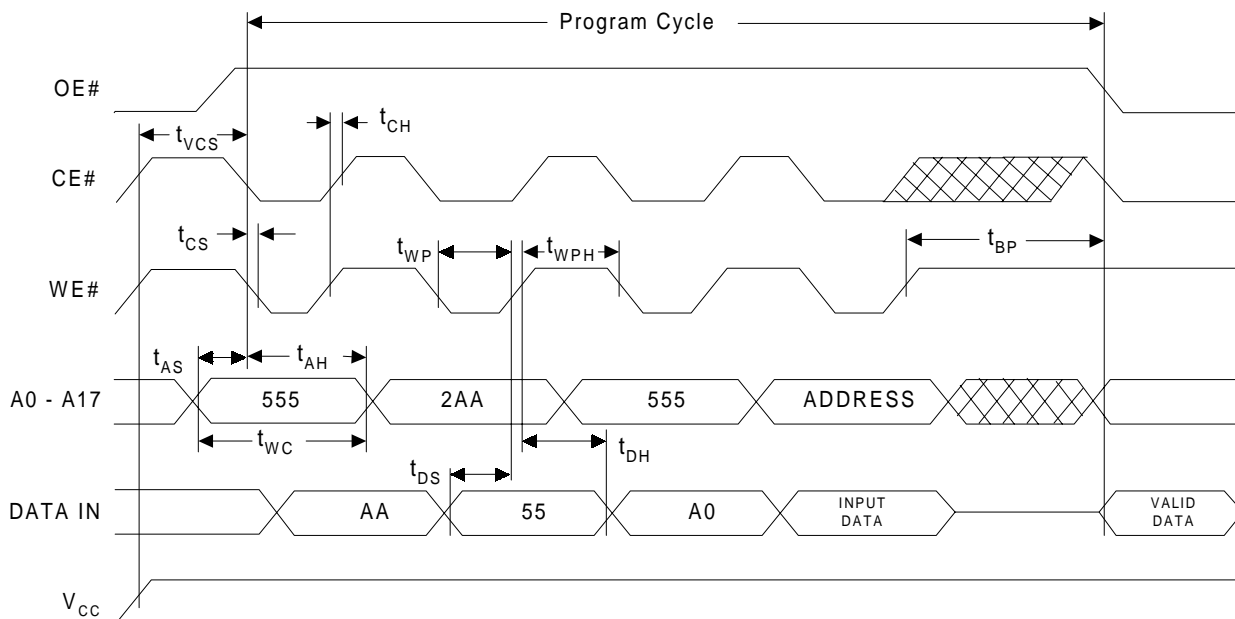 Program Cycle
OE#
tVCS
tCH
CE#
tCS
tWP
tWPH
tBP
WE#
tAS
tAH
A0 - A17
555
2AA
555
ADDRESS
tWC
tDS
tDH
DATA IN
AA
55
A0
INPUT
DATA
VALID
DATA
VCC